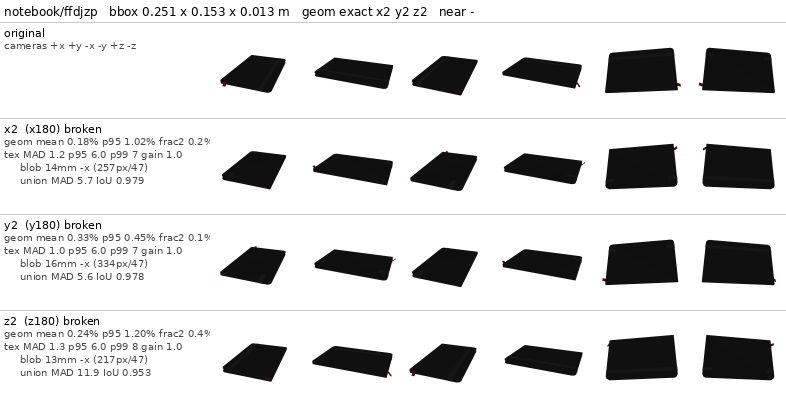 notebook/ffdjzp bbox 0.251 x 0.153 x 0.013 m geom exact x2 y2 z2 near -
original
cameras +x +y -x -y +z -z
x2 (x180) broken
geom mean 0.18% p95 1.02% frac2 0.2%
tex MAD 1.2 p95 6.0 p99 7 gain 1.0
blob 14mm -x (257px/47)
union MAD 5.7 IoU 0.979
y2 (y180) broken
geom mean 0.33% p95 0.45% frac2 0.1%
tex MAD 1.0 p95 6.0 p99 7 gain 1.0
blob 16mm -x (334px/47)
union MAD 5.6 IoU 0.978
z2 (z180) broken
geom mean 0.24% p95 1.20% frac2 0.4%
tex MAD 1.3 p95 6.0 p99 8 gain 1.0
blob 13mm -x (217px/47)
union MAD 11.9 IoU 0.953